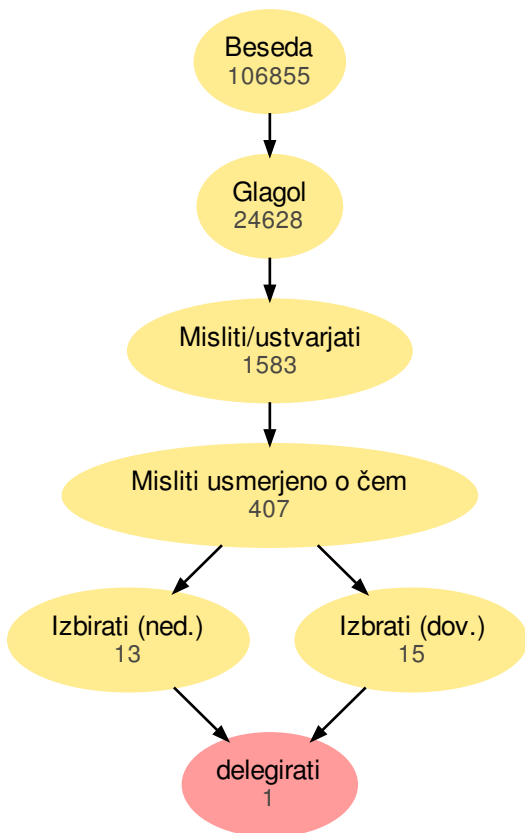 Beseda
106855
Glagol
24628
Misliti/ustvarjati
1583
Misliti usmerjeno o čem
407
Izbirati (ned.)
13
Izbrati (dov.)
15
delegirati
1